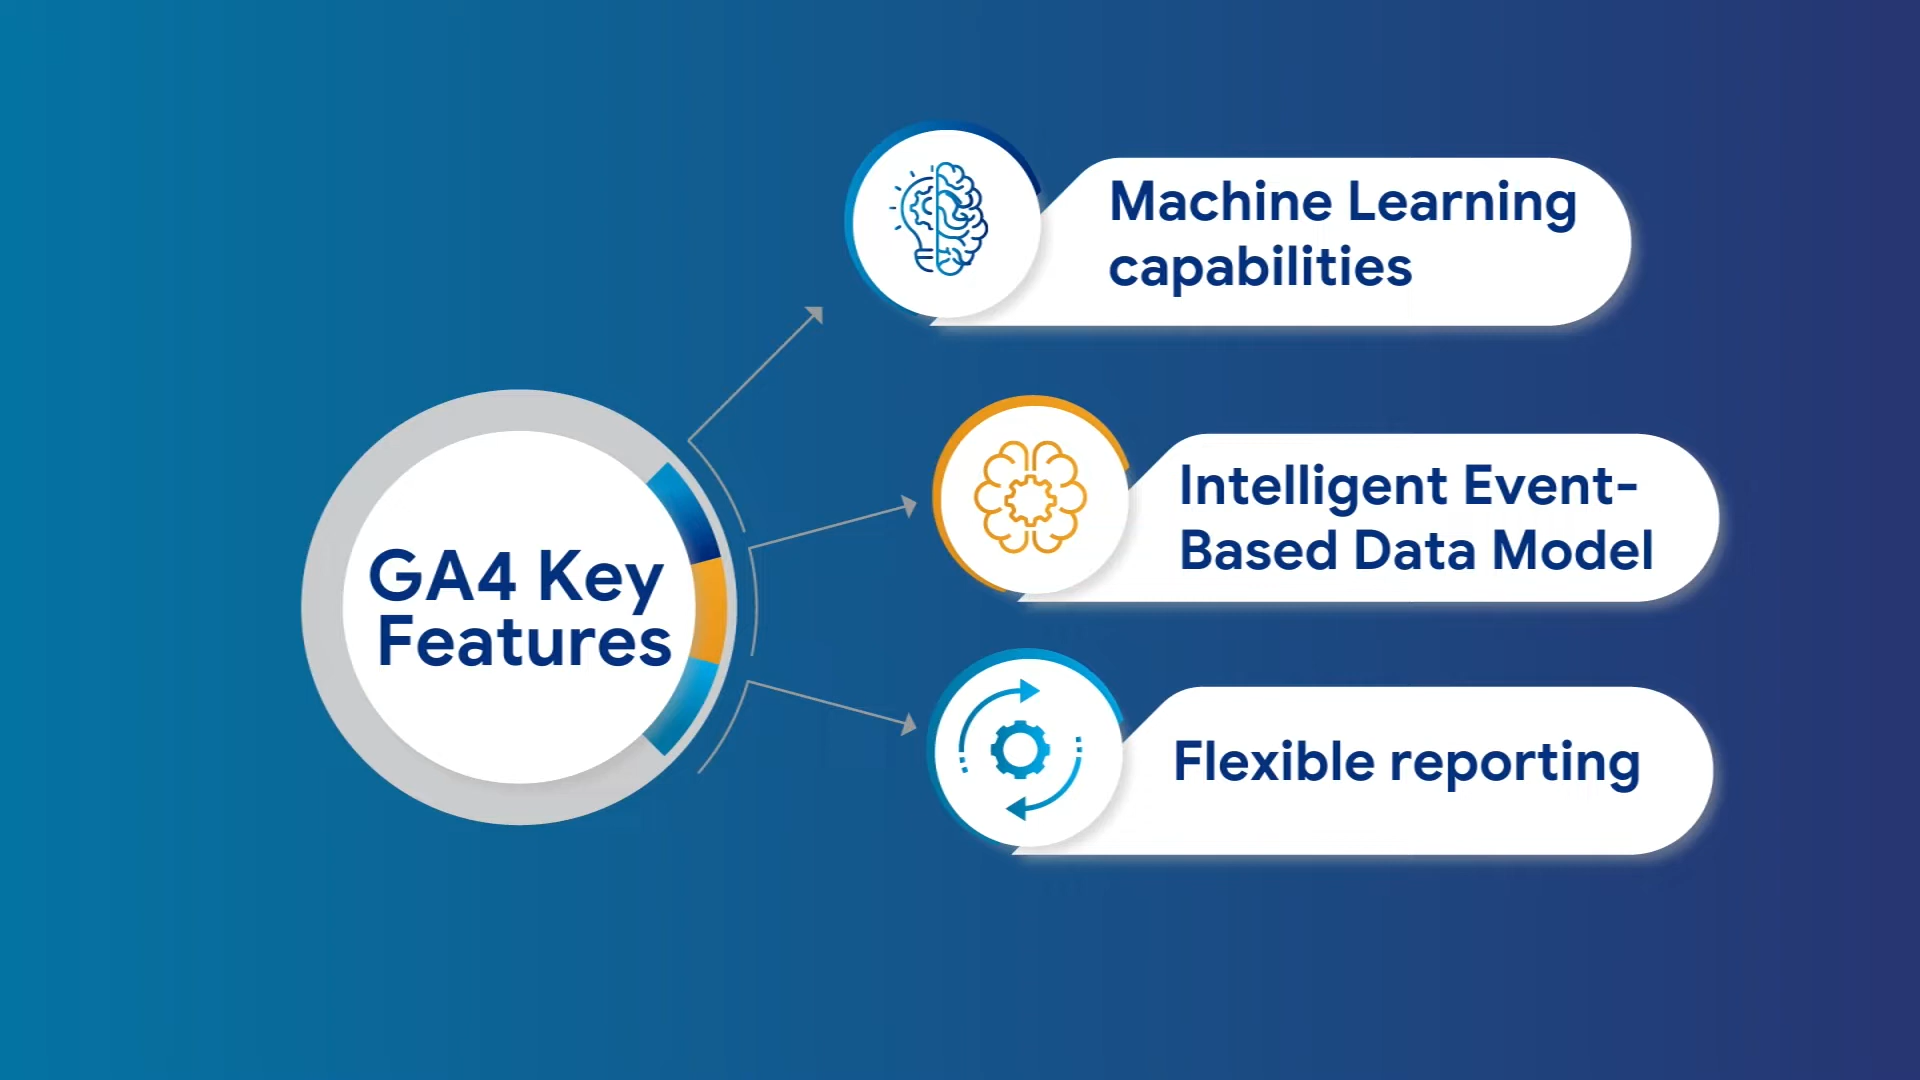 GA4 Key
Features
Machine Learning
capabilities
Intelligent Event-
Based Data Model
Flexible reporting